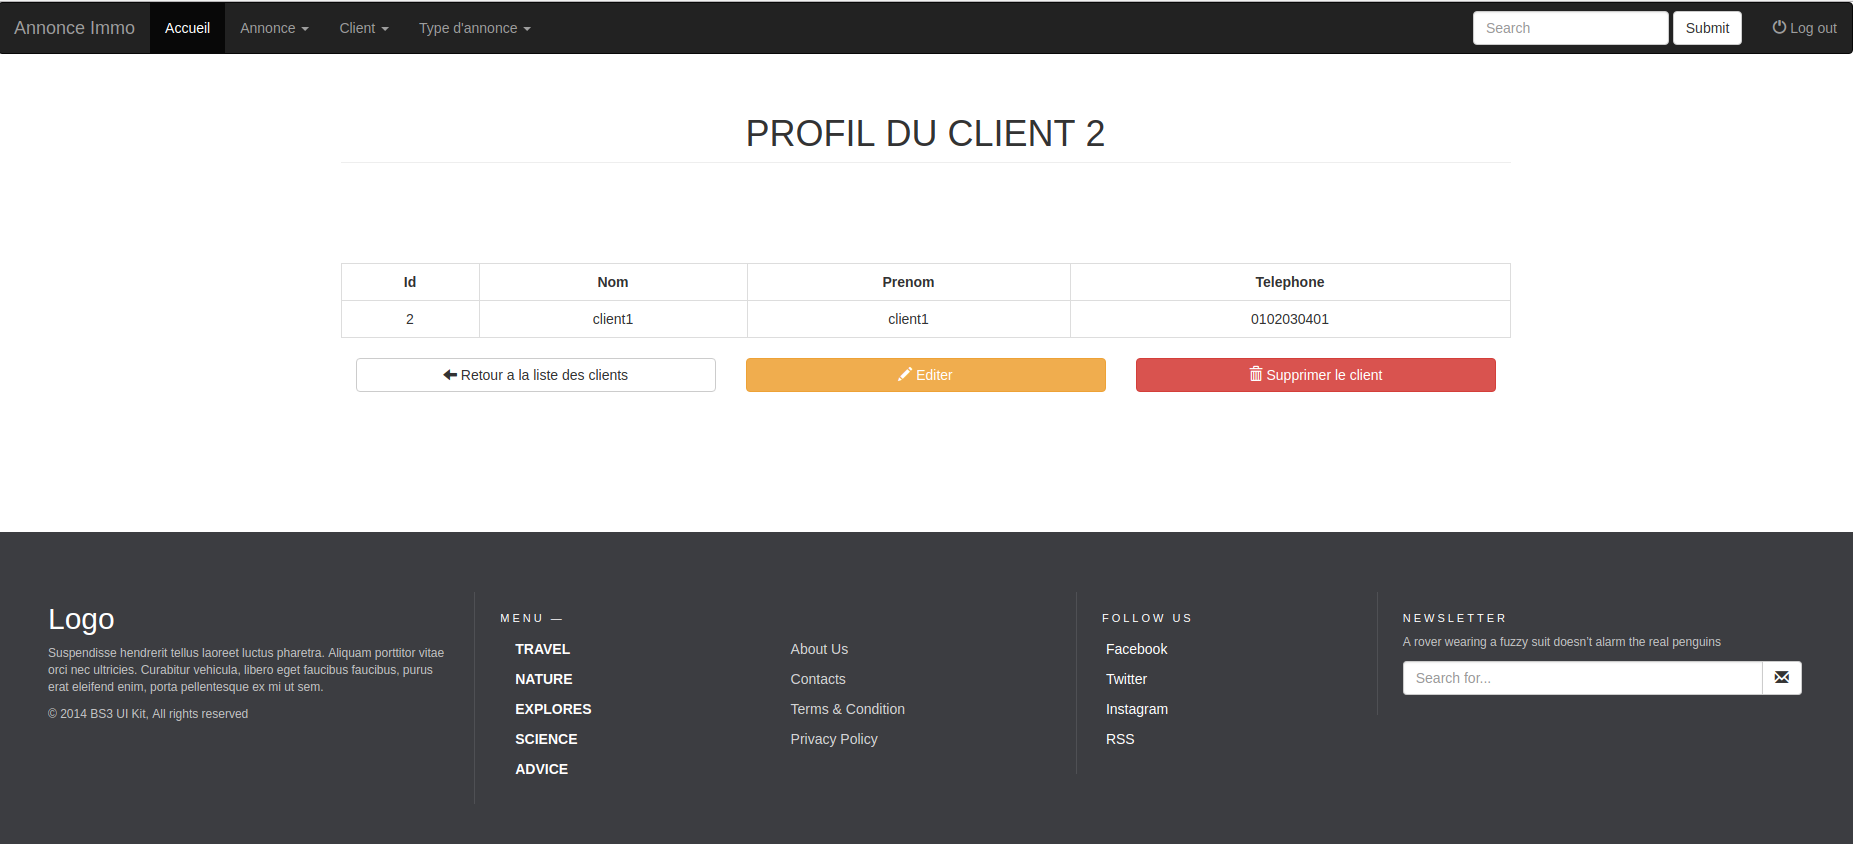 Annonce Immo Accueil Annonce Client Type d'annonce Search Submit Log out
PROFIL DU CLIENT 2
Id Nom Prenom Telephone
2 client1 client1 0102030401
Retour a la liste des clients Editer Supprimer le client
Logo
Suspendisse hendrerit tellus laoreet luctus pharetra. Aliquam porttitor vitae
orci nec ultricies. Curabitur vehicula, libero eget faucibus faucibus, purus
erat eleifend enim, porta pellentesque ex mi ut sem.
© 2014 BS3 UI Kit, All rights reserved
MENU —
TRAVEL
NATURE
EXPLORES
SCIENCE
ADVICE
About Us
Contacts
Terms & Condition
Privacy Policy
FOLLOW US
Facebook
Twitter
Instagram
RSS
NEWSLETTER
A rover wearing a fuzzy suit doesn’t alarm the real penguins
Search for...